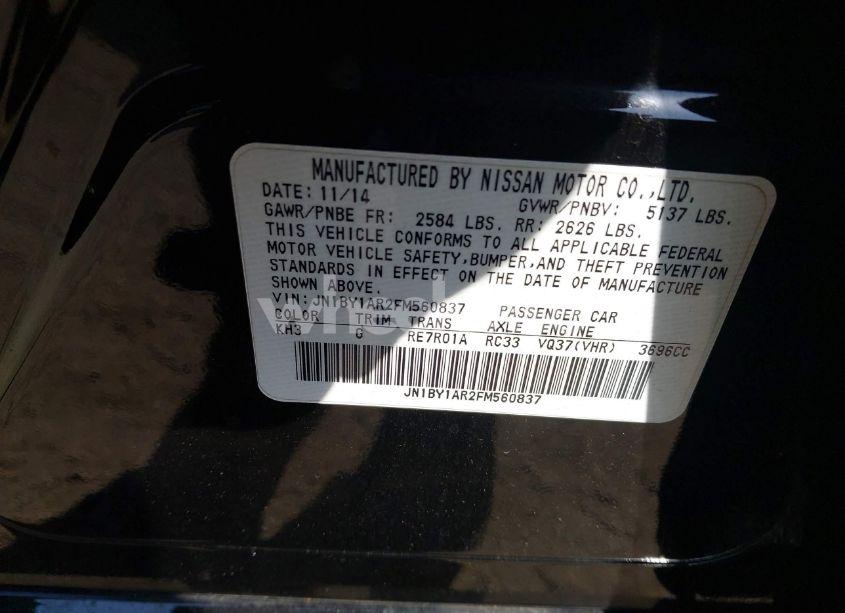 MANUFACTURED BY NISSAN MOTOR CO.,LTD.
DATE: 11/14 GVWR/PNBV: 5137 LBS.
GAWR/PNBE FR: 2584 LBS. RR: 2626 LBS.
THIS VEHICLE CONFORMS TO ALL APPLICABLE FEDERAL
MOTOR VEHICLE SAFETY,BUMPER,AND THEFT PREVENTION
STANDARDS IN EFFECT ON THE DATE OF MANUFACTURE
SHOWN ABOVE.
VIN: JN1BY1AR2FM560837 PASSENGER CAR
COLOR TRIM TRANS AXLE ENGINE
KH3 G RE7R01A RC33 VQ37(VHR) 3696CC
JN1BY1AR2FM560837